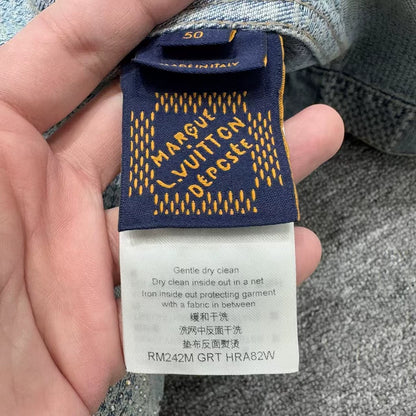 50
MADE IN ITALY
MARQUE
L.VUITTON
DÉPOSÉE
Gentle dry clean
Dry clean inside out in a net
Iron inside out protecting garment
with a fabric in between
缓和干洗
洗网中反面干洗
垫布反面熨烫
RM242M GRT HRA82W